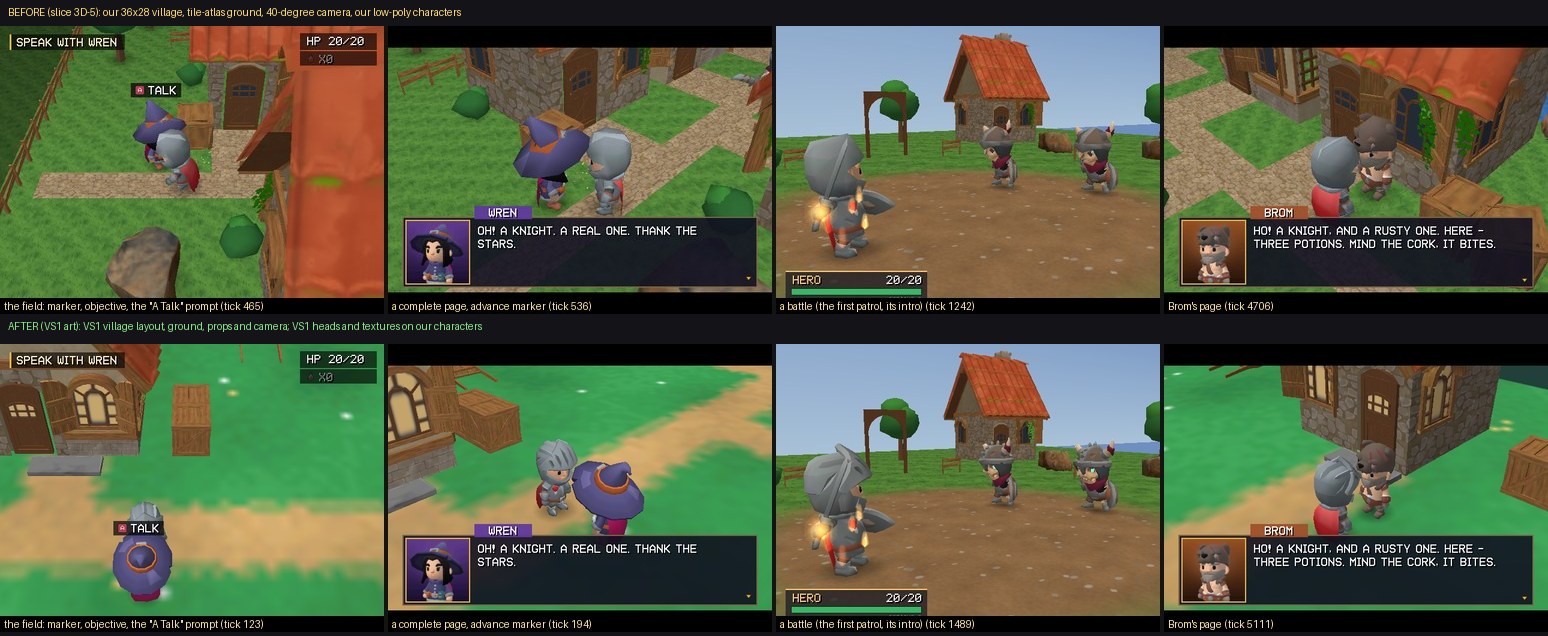 BEFORE (slice 3D-5): our 36x28 village, tile-atlas ground, 40-degree camera, our low-poly characters
SPEAK WITH WREN
HP 20/20
X0
A TALK
the field: marker, objective, the "A Talk" prompt (tick 465)
WREN
OH! A KNIGHT. A REAL ONE. THANK THE
STARS.
a complete page, advance marker (tick 536)
HERO 20/20
a battle (the first patrol, its intro) (tick 1242)
BROM
HO! A KNIGHT, AND A RUSTY ONE. HERE -
THREE POTIONS. MIND THE CORK, IT BITES.
Brom's page (tick 4706)
AFTER (VS1 art): VS1 village layout, ground, props and camera; VS1 heads and textures on our characters
SPEAK WITH WREN
HP 20/20
X0
A TALK
the field: marker, objective, the "A Talk" prompt (tick 123)
WREN
OH! A KNIGHT. A REAL ONE. THANK THE
STARS.
a complete page, advance marker (tick 194)
HERO 20/20
a battle (the first patrol, its intro) (tick 1489)
BROM
HO! A KNIGHT, AND A RUSTY ONE. HERE -
THREE POTIONS. MIND THE CORK, IT BITES.
Brom's page (tick 5111)